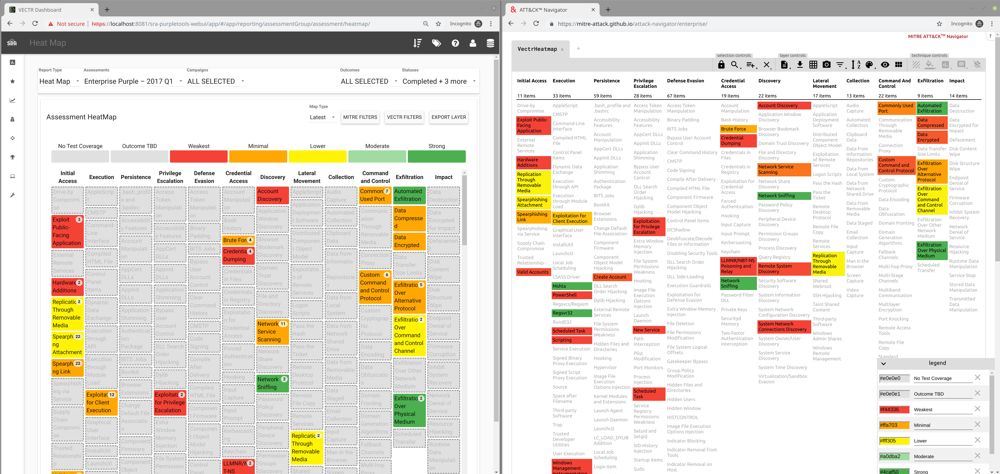 VECTR Dashboard
Not secure | https://localhost:8081/sra-purpletools-webui/app/#/app/reporting/assessmentGroup/assessment/heatmap/
Incognito
SRA Heat Map
Report Type
Assessments
Campaigns
Outcomes
Statuses
Heat Map
Enterprise Purple – 2017 Q1
ALL SELECTED
ALL SELECTED
Completed + 3 more
Map Type
Assessment HeatMap
Latest
MITRE FILTERS
VECTR FILTERS
EXPORT LAYER
No Test Coverage
Outcome TBD
Weakest
Minimal
Lower
Moderate
Strong
Initial
Access
Drive-by
Compromi
se
Exploit 3
Public-
Facing
Application
External
Remote
Services
Hardware 2
Additions
Replicatic 2
Through
Removable
Media
Spearph 22
ng
Attachment
Spearph 22
ng Link
Spearphish
ing via
Service
Supply
Chain
Compromi
se
Trusted
Relationshi
p
Execution
AppleScrip
t
CMSTP
Command-
Line
Interface
Compiled
HTML File
Control
Panel
Items
Dynamic
Data
Exchange
Execution
through
API
Execution
through
Module
Load
Exploitat 12
for Client
Execution
Graphical
User
Interface
InstallUtil
Launchctl
Persistence
.bash_profil
e and
.bashrc
Accessibilit
y Features
Account
Manipulati
on
AppCert
DLLs
AppInit
DLLs
Application
Shimming
Authenticat
ion
Package
BITS Jobs
Bootkit
Browser
Extensions
Change
Default File
Associatio
n
Component
Firmware
Component
Object
Privilege
Escalation
Access
Token
Manipulati
on
Accessibilit
y Features
AppCert
DLLs
AppInit
DLLs
Application
Shimming
Bypass
User
Account
Control
DLL Search
Order
Hijacking
Dylib
Hijacking
Exploitati 2
for Privilege
Escalation
Extra
Window
Memory
Injection
File System
Permission
Defense
Evasion
Access
Token
Manipulati
on
Binary
Padding
BITS Jobs
Bypass
User
Account
Control
Clear
Command
History
CMSTP
Code
Signing
Compile
After
Delivery
Compiled
HTML File
Componen
t Firmware
Componen
t Object
Model
Hijacking
Control
Panel
Credential
Access
Account
Manipulati
on
Bash
History
Brute Forc 4
Credentia 4
Dumping
Credentials
in Files
Credentials
in Registry
Exploitatio
n for
Credential
Access
Forced
Authenticat
ion
Hooking
Input
Capture
Input
Prompt
Kerberoasti
ng
Keychain
LLMNR/N 2
T-NS
Discovery
Account
Discovery
Application
Window
Discovery
Browser
Bookmark
Discovery
Domain
Trust
Discovery
File and
Directory
Discovery
Network 11
Service
Scanning
Network
Share
Discovery
Network 2
Sniffing
Password
Policy
Discovery
Peripheral
Device
Discovery
Permission
Groups
Discovery
Lateral
Movement
AppleScript
Application
Deploymen
t Software
Distributed
Componen
t Object
Model
Exploitatio
n of
Remote
Services
Logon
Scripts
Pass the
Hash
Pass the
Ticket
Remote
Desktop
Protocol
Remote
File Copy
Remote
Services
Replicatic 2
Through
Removable
Media
Shared
Collection
Audio
Capture
Automated
Collection
Clipboard
Data
Data from
Informatio
n
Repositorie
s
Data from
Local
System
Data from
Network
Shared
Drive
Data from
Removable
Media
Data
Staged
Email
Collection
Input
Capture
Man in the
Browser
Screen
Command
and Control
Common 7
Used Port
Communic
ation
Through
Removable
Media
Connection
Proxy
Custom 6
Command
and Control
Protocol
Custom
Cryptograp
hic
Protocol
Data
Encoding
Data
Obfuscatio
n
Domain
Fronting
Domain
Generation
Algorithms
Fallback
Channels
Multi-hop
Proxy
Exfiltration
Automated
Exfiltration
Data
Compresse
d
Data
Encrypted
Data
Transfer
Size Limits
Exfiltratio 5
Over
Alternative
Protocol
Exfiltratio 2
Over
Command
and Control
Channel
Exfiltration
Over Other
Network
Medium
Exfiltratio 2
Over
Physical
Medium
Scheduled
Transfer
Impact
Data
Destruction
Data
Encrypted
for Impact
Defacemen
t
Disk
Content
Wipe
Disk
Structure
Wipe
Endpoint
Denial of
Service
Firmware
Corruption
Inhibit
System
Recovery
Network
Denial of
Service
Resource
Hijacking
Runtime
Data
Manipulati
on
ATT&CK™ Navigator
https://mitre-attack.github.io/attack-navigator/enterprise/
Incognito
MITRE ATT&CK™ Navigator
?
VectrHeatmap x +
selection controls
layer controls
technique controls
Initial Access
11 items
Drive-by
Compromise
Exploit Public-
Facing
Application
External
Remote
Services
Hardware
Additions
Replication
Through
Removable
Media
Spearphishing
Attachment
Spearphishing
Link
Spearphishing
via Service
Supply Chain
Compromise
Trusted
Relationship
Valid Accounts
Execution
33 items
AppleScript
CMSTP
Command-Line
Interface
Compiled HTML
File
Control Panel
Items
Dynamic Data
Exchange
Execution
through API
Execution
through Module
Load
Exploitation for
Client Execution
Graphical User
Interface
InstallUtil
Launchctl
Local Job
Scheduling
LSASS Driver
Mshta
PowerShell
Regsvcs/Regasm
Regsvr32
Rundll32
Scheduled Task
Scripting
Service Execution
Signed Binary
Proxy Execution
Signed Script
Proxy Execution
Source
Space after
Filename
Third-party
Software
Trap
Trusted
Developer
Utilities
User Execution
Windows
Management
Instrumentation
Persistence
59 items
.bash_profile and
.bashrc
Accessibility
Features
Account
Manipulation
AppCert DLLs
AppInit DLLs
Application
Shimming
Authentication
Package
BITS Jobs
Bootkit
Browser
Extensions
Change Default
File Association
Component
Firmware
Component
Object Model
Hijacking
Create Account
DLL Search
Order Hijacking
Dylib Hijacking
External Remote
Services
File System
Permissions
Weakness
Hidden Files and
Directories
Hooking
Hypervisor
Image File
Execution
Options Injection
Kernel Modules
and Extensions
Launch Agent
Launch Daemon
Launchctl
LC_LOAD_DYLIB
Addition
Local Job
Scheduling
Login Item
Privilege
Escalation
28 items
Access Token
Manipulation
Accessibility
Features
AppCert DLLs
AppInit DLLs
Application
Shimming
Bypass User
Account
Control
DLL Search
Order
Hijacking
Dylib
Hijacking
Exploitation
for Privilege
Escalation
Extra Window
Memory
Injection
File System
Permissions
Weakness
Hooking
Image File
Execution
Options
Injection
Launch
Daemon
New Service
Path
Interception
Plist
Modification
Port Monitors
Process
Injection
Scheduled
Task
Service
Registry
Permissions
Weakness
Setuid and
Setgid
SID-History
Injection
Startup Items
Sudo
Defense Evasion
67 items
Access Token
Manipulation
Binary Padding
BITS Jobs
Bypass User Account
Control
Clear Command History
CMSTP
Code Signing
Compile After Delivery
Compiled HTML File
Component Firmware
Component Object
Model Hijacking
Control Panel Items
DCShadow
Deobfuscate/Decode
Files or Information
Disabling Security Tools
DLL Search Order
Hijacking
DLL Side-Loading
Execution Guardrails
Exploitation for
Defense Evasion
Extra Window Memory
Injection
File Deletion
File Permissions
Modification
File System Logical
Offsets
Gatekeeper Bypass
Group Policy
Modification
Hidden Files and
Directories
Hidden Users
Hidden Window
HISTCONTROL
Image File Execution
Options Injection
Indicator Blocking
Indicator Removal from
Tools
Indicator Removal on
Host
Credential
Access
19 items
Account
Manipulation
Bash History
Brute Force
Credential
Dumping
Credentials in
Files
Credentials in
Registry
Exploitation for
Credential
Access
Forced
Authentication
Hooking
Input Capture
Input Prompt
Kerberoasting
Keychain
LLMNR/NBT-NS
Poisoning and
Relay
Network
Sniffing
Password Filter
DLL
Private Keys
Securityd
Memory
Two-Factor
Authentication
Interception
Discovery
22 items
Account Discovery
Application Window
Discovery
Browser Bookmark
Discovery
Domain Trust Discovery
File and Directory
Discovery
Network Service
Scanning
Network Share
Discovery
Network Sniffing
Password Policy
Discovery
Peripheral Device
Discovery
Permission Groups
Discovery
Process Discovery
Query Registry
Remote System
Discovery
Security Software
Discovery
System Information
Discovery
System Network
Configuration Discovery
System Network
Connections Discovery
System Owner/User
Discovery
System Service
Discovery
System Time Discovery
Virtualization/Sandbox
Evasion
Lateral
Movement
17 items
AppleScript
Application
Deployment
Software
Distributed
Component
Object Model
Exploitation
of Remote
Services
Logon Scripts
Pass the Hash
Pass the
Ticket
Remote
Desktop
Protocol
Remote File
Copy
Remote
Services
Replication
Through
Removable
Media
Shared
Webroot
SSH Hijacking
Taint Shared
Content
Third-party
Software
Windows
Admin Shares
Windows
Remote
Management
Collection
13 items
Audio
Capture
Automated
Collection
Clipboard
Data
Data from
Information
Repositories
Data from
Local System
Data from
Network
Shared Drive
Data from
Removable
Media
Data Staged
Email
Collection
Input
Capture
Man in the
Browser
Screen
Capture
Video
Capture
Command And
Control
22 items
Commonly Used
Port
Communication
Through
Removable
Media
Connection
Proxy
Custom
Command and
Control Protocol
Custom
Cryptographic
Protocol
Data Encoding
Data
Obfuscation
Domain Fronting
Domain
Generation
Algorithms
Fallback
Channels
Multi-hop Proxy
Multi-Stage
Channels
Multiband
Communication
Multilayer
Encryption
Port Knocking
Remote Access
Tools
Remote File
Copy
Standard
Exfiltration
9 items
Automated
Exfiltration
Data
Compressed
Data
Encrypted
Data Transfer
Size Limits
Exfiltration
Over
Alternative
Protocol
Exfiltration
Over
Command
and Control
Channel
Exfiltration
Over Other
Network
Medium
Exfiltration
Over Physical
Medium
Scheduled
Transfer
Impact
14 items
Data
Destruction
Data
Encrypted for
Impact
Defacement
Disk Content
Wipe
Disk Structure
Wipe
Endpoint
Denial of
Service
Firmware
Corruption
Inhibit System
Recovery
Network
Denial of
Service
Resource
Hijacking
Runtime Data
Manipulation
Service Stop
Stored Data
Manipulation
Transmitted
Data
Manipulation
legend
#e0e0e0 No Test Coverage
#e0e0e1 Outcome TBD
#f44336 Weakest
#ffa703 Minimal
#fff305 Lower
#a0dba2 Moderate
#4caf50 Strong